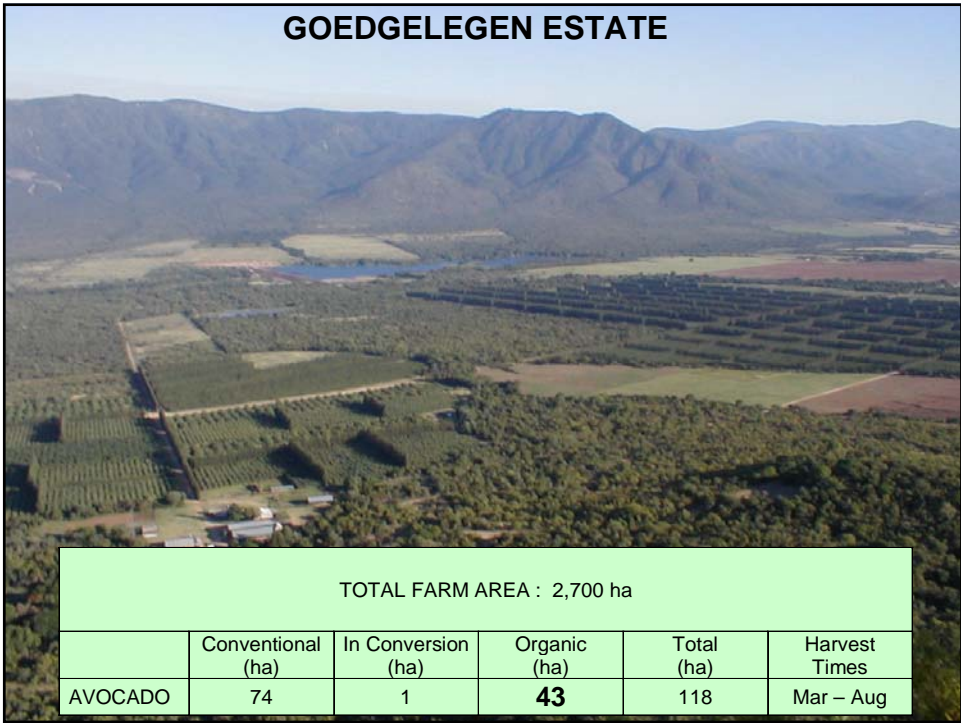 GOEDGELEGEN ESTATE
TOTAL FARM AREA : 2,700 ha
Conventional (ha) In Conversion (ha) Organic (ha) Total (ha) Harvest Times
AVOCADO 74 1 43 118 Mar – Aug